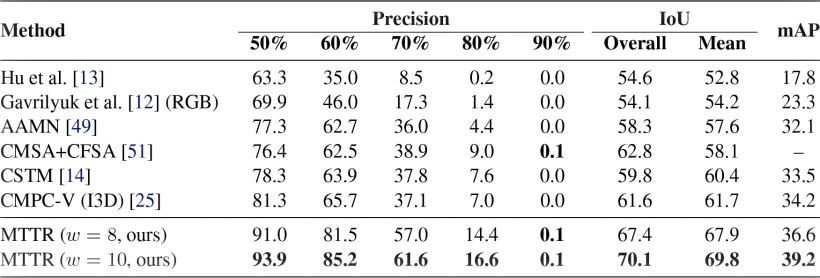 Method Precision IoU mAP
50% 60% 70% 80% 90% Overall Mean
Hu et al. [13] 63.3 35.0 8.5 0.2 0.0 54.6 52.8 17.8
Gavrilyuk et al. [12] (RGB) 69.9 46.0 17.3 1.4 0.0 54.1 54.2 23.3
AAMN [49] 77.3 62.7 36.0 4.4 0.0 58.3 57.6 32.1
CMSA+CFSA [51] 76.4 62.5 38.9 9.0 0.1 62.8 58.1 –
CSTM [14] 78.3 63.9 37.8 7.6 0.0 59.8 60.4 33.5
CMPC-V (I3D) [25] 81.3 65.7 37.1 7.0 0.0 61.6 61.7 34.2
MTTR (w = 8, ours) 91.0 81.5 57.0 14.4 0.1 67.4 67.9 36.6
MTTR (w = 10, ours) 93.9 85.2 61.6 16.6 0.1 70.1 69.8 39.2